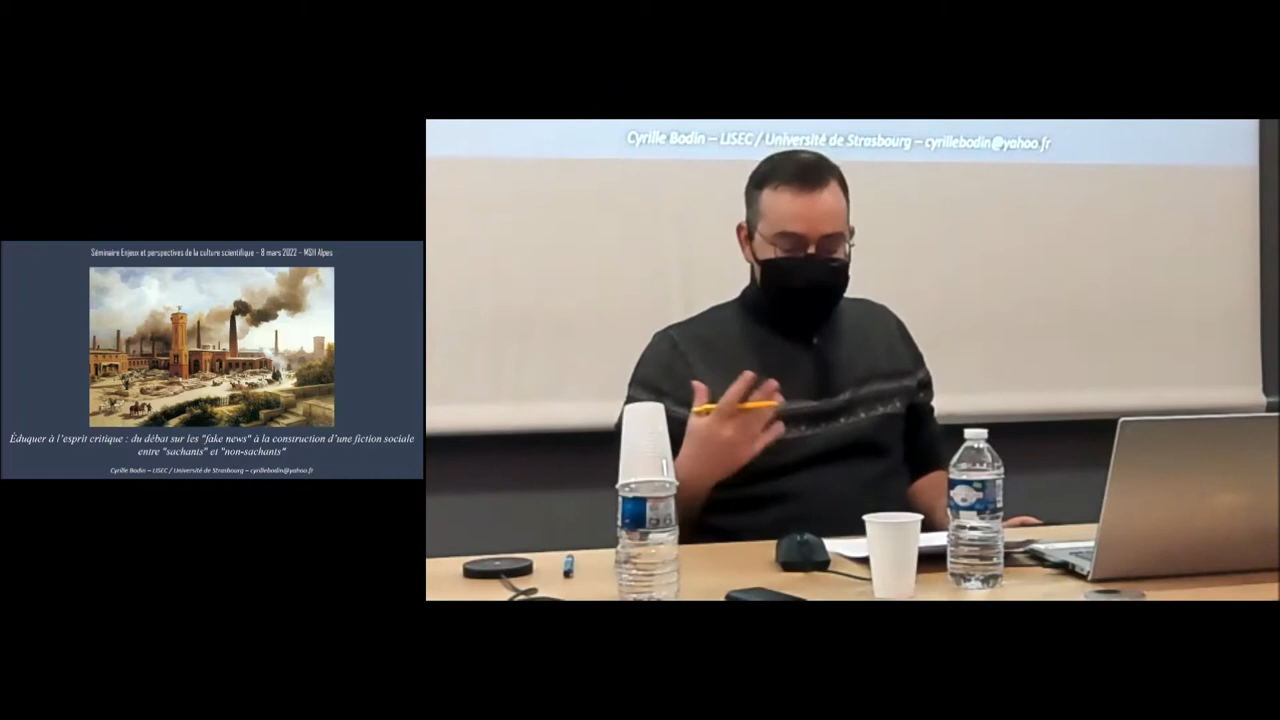 Séminaire Enjeux et perspectives de la culture scientifique – 8 mars 2022 – MSH Alpes
Éduquer à l'esprit critique : du débat sur les "fake news" à la construction d'une fiction sociale
entre "sachants" et "non-sachants"
Cyrille Bodin – LISEC / Université de Strasbourg – cyrillebodin@yahoo.fr
Cyrille Bodin – LISEC / Université de Strasbourg – cyrillebodin@yahoo.fr